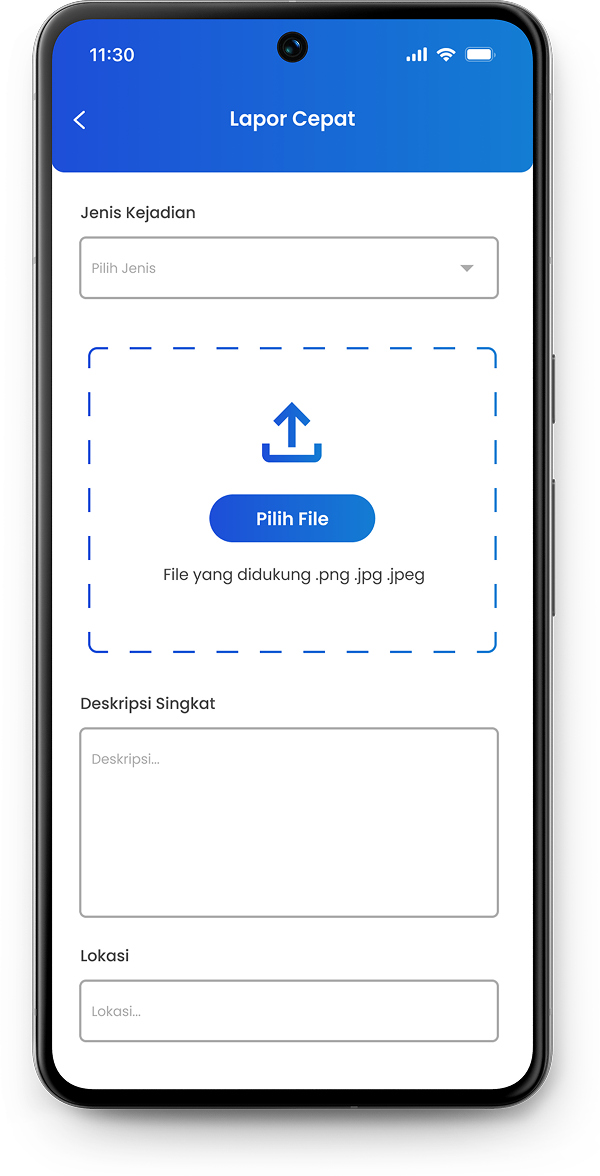 11:30
Lapor Cepat
Jenis Kejadian
Pilih Jenis
Pilih File
File yang didukung .png .jpg .jpeg
Deskripsi Singkat
Deskripsi...
Lokasi
Lokasi...